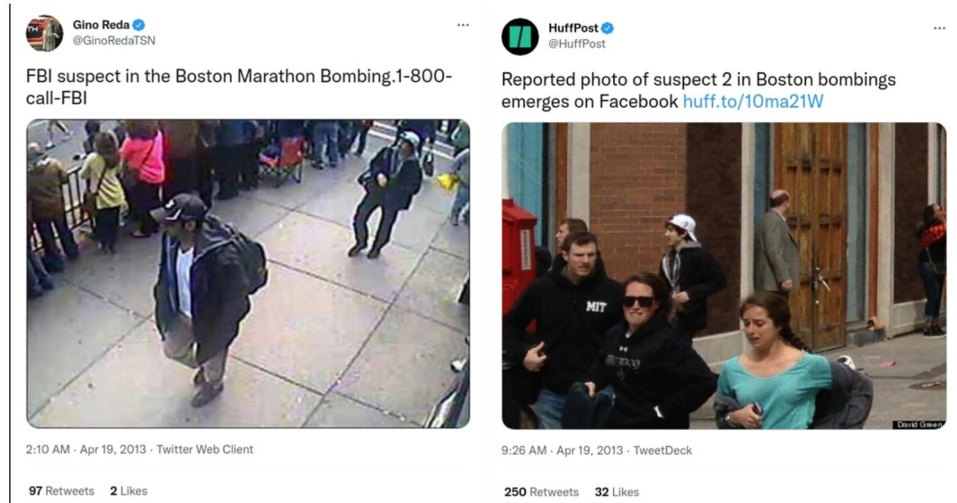 Gino Reda
@GinoRedaTSN
FBI suspect in the Boston Marathon Bombing.1-800-
call-FBI
2:10 AM · Apr 19, 2013 · Twitter Web Client
97 Retweets 2 Likes
HuffPost
@HuffPost
Reported photo of suspect 2 in Boston bombings
emerges on Facebook huff.to/10ma21W
MIT
David Green
9:26 AM · Apr 19, 2013 · TweetDeck
250 Retweets 32 Likes